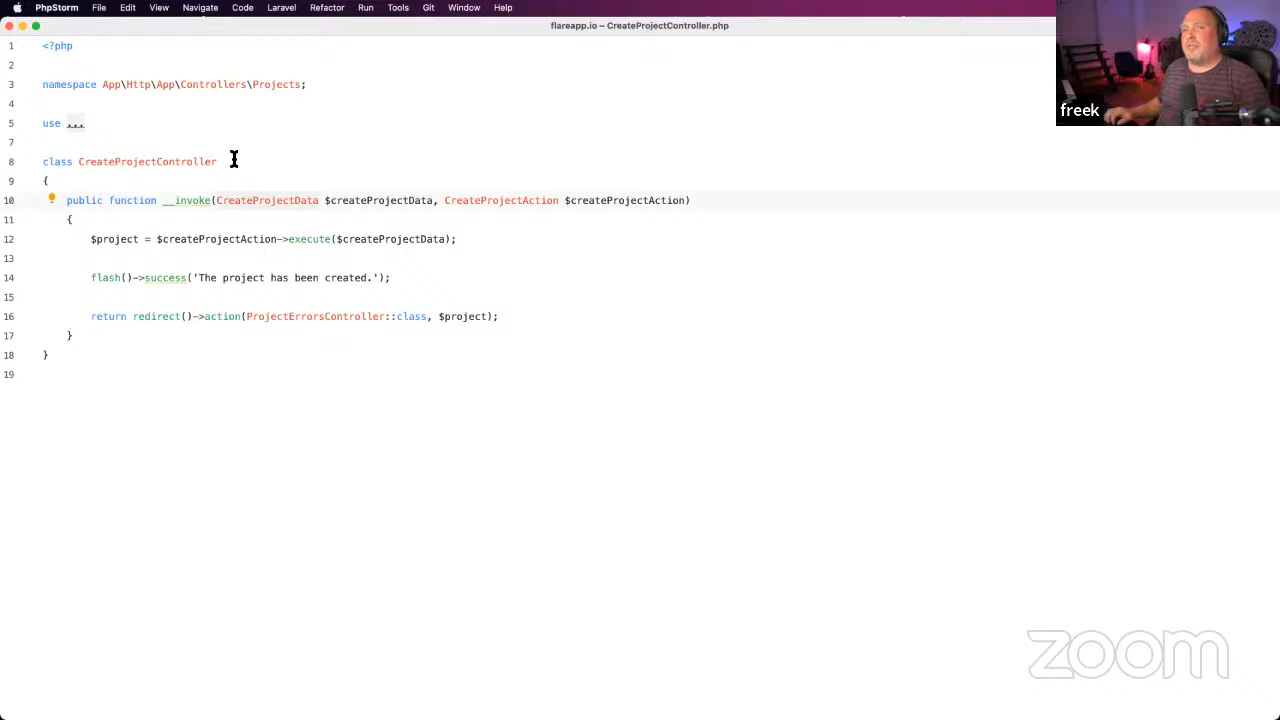 PhpStorm File Edit View Navigate Code Laravel Refactor Run Tools Git Window Help
flareapp.io – CreateProjectController.php
1 <?php
2
3 namespace App\Http\App\Controllers\Projects;
4
5 use ...
7
8 class CreateProjectController
9 {
10 public function __invoke(CreateProjectData $createProjectData, CreateProjectAction $createProjectAction)
11 {
12 $project = $createProjectAction->execute($createProjectData);
13
14 flash()->success('The project has been created.');
15
16 return redirect()->action(ProjectErrorsController::class, $project);
17 }
18 }
19
freek
zoom